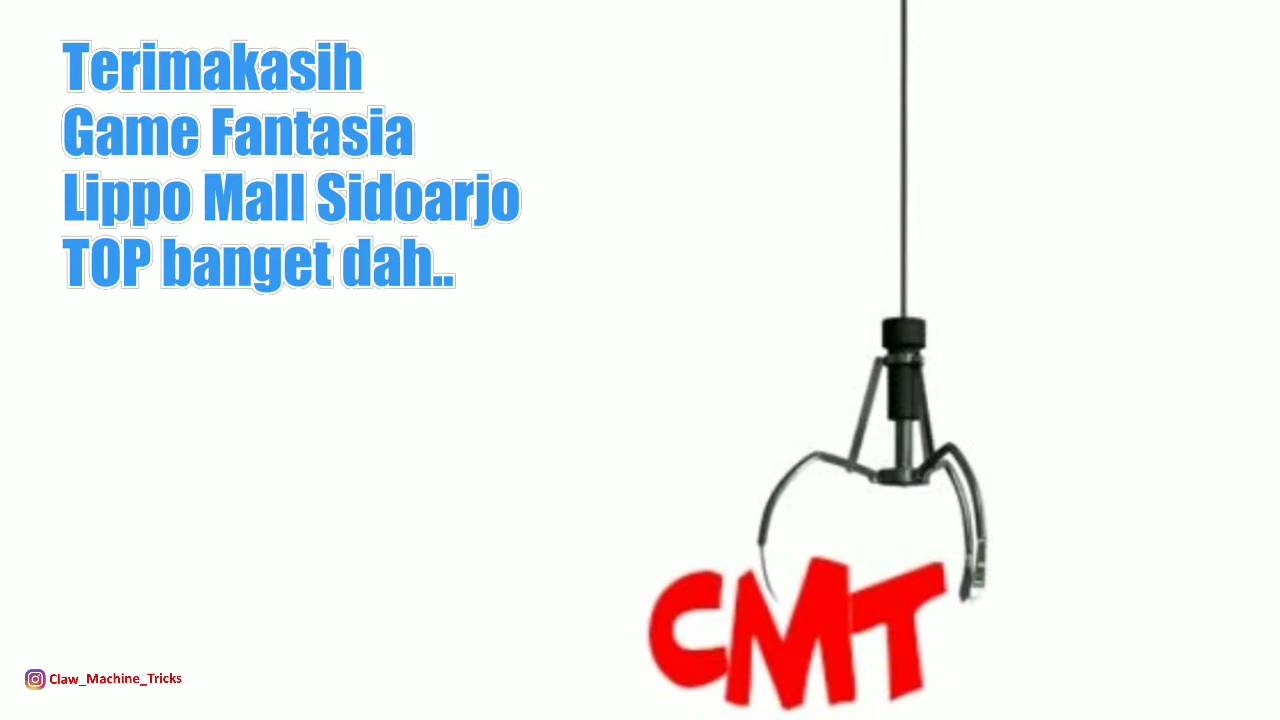 Terimakasih
Game Fantasia
Lippo Mall Sidoarjo
TOP banget dah..
CMT
Claw_Machine_Tricks